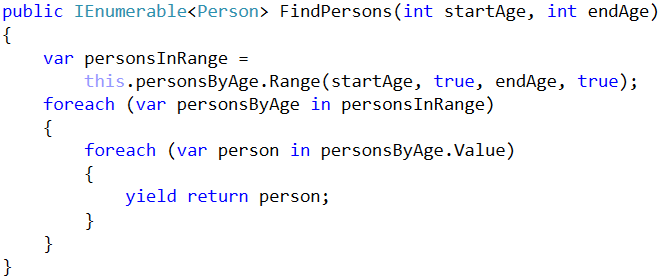 public IEnumerable<Person> FindPersons(int startAge, int endAge)
{
    var personsInRange =
        this.personsByAge.Range(startAge, true, endAge, true);
    foreach (var personsByAge in personsInRange)
    {
        foreach (var person in personsByAge.Value)
        {
            yield return person;
        }
    }
}